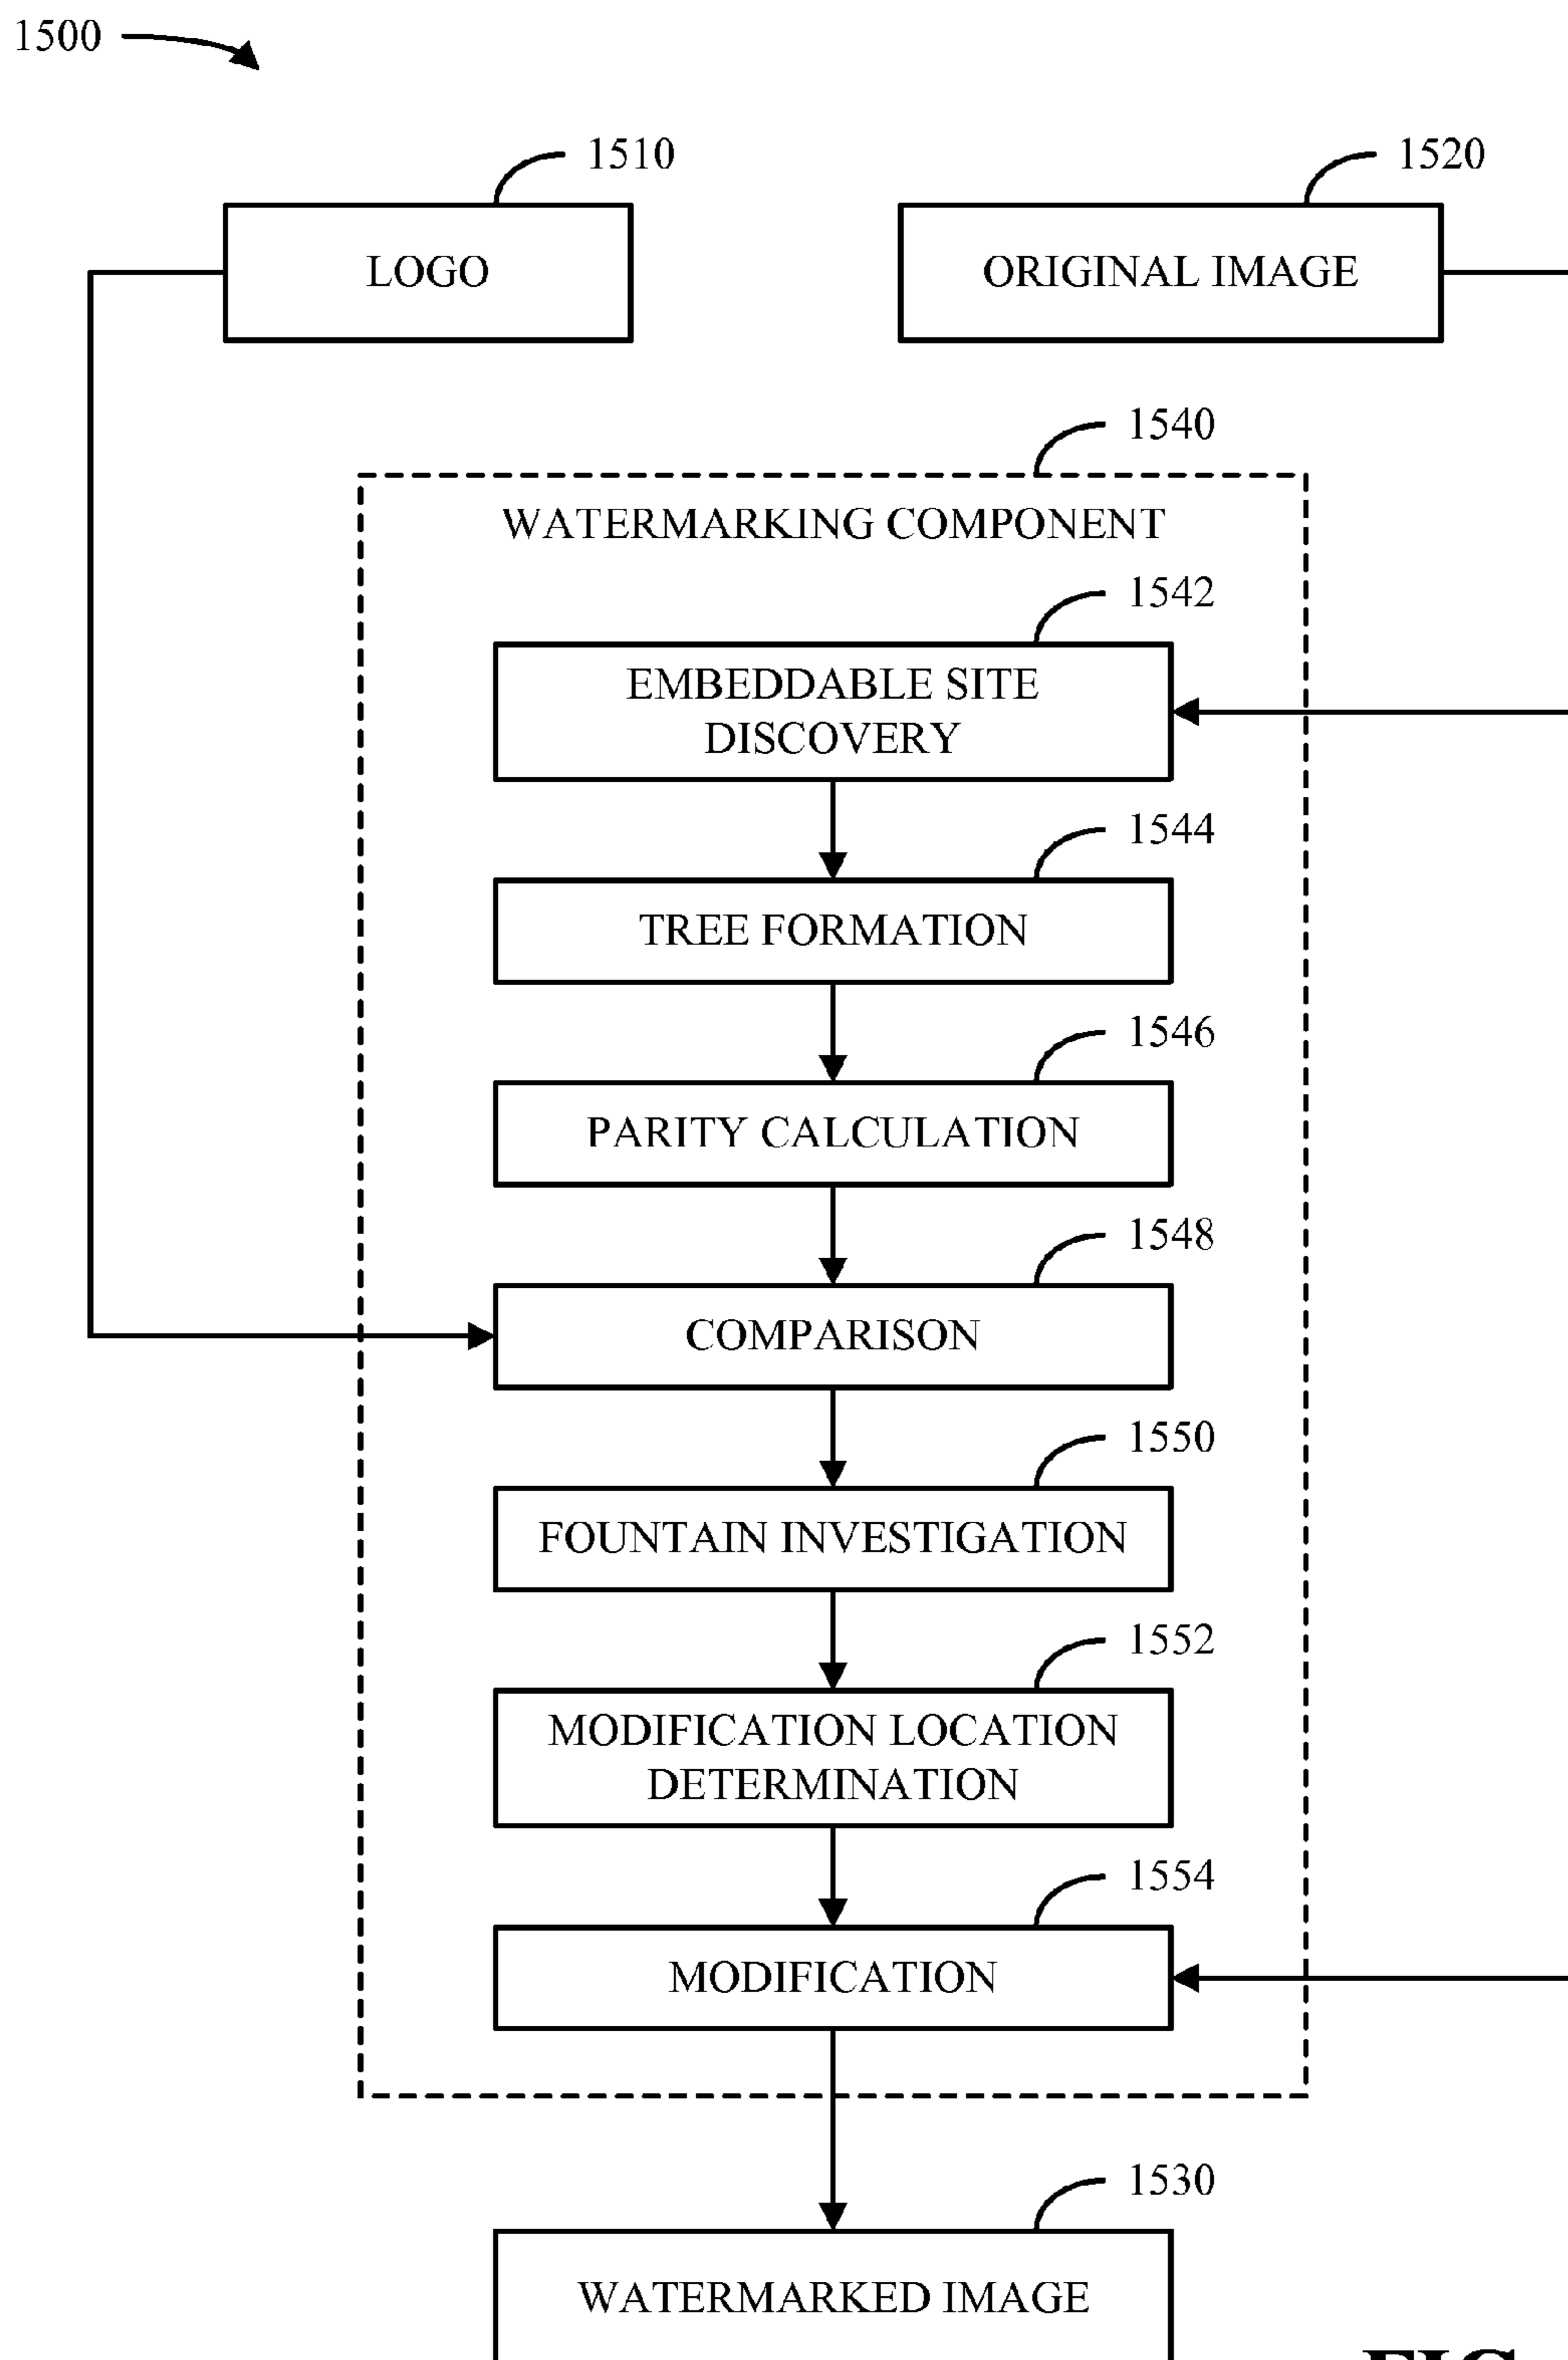 1500
1510
1520
LOGO
ORIGINAL IMAGE
1540
WATERMARKING COMPONENT
1542
EMBEDDABLE SITE
DISCOVERY
1544
TREE FORMATION
1546
PARITY CALCULATION
1548
COMPARISON
1550
FOUNTAIN INVESTIGATION
1552
MODIFICATION LOCATION
DETERMINATION
1554
MODIFICATION
1530
WATERMARKED IMAGE